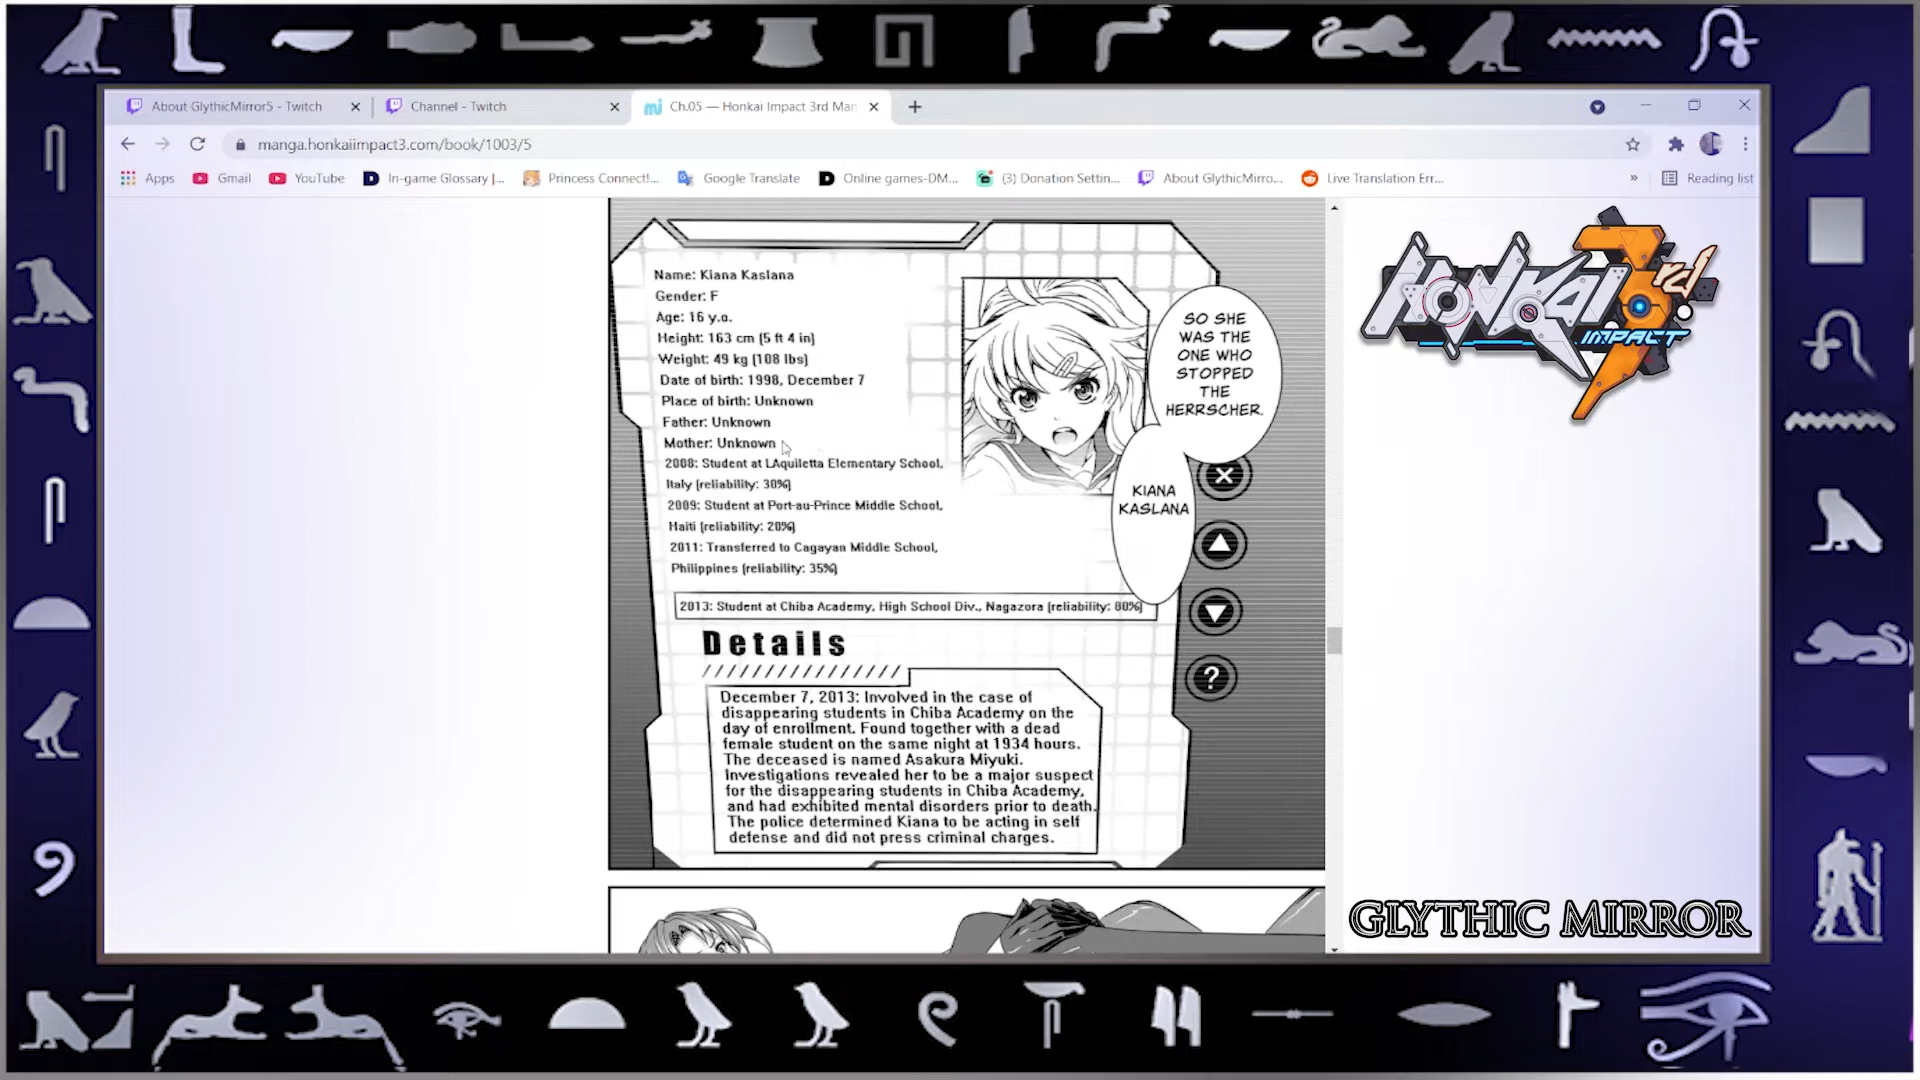 About GlythicMirror5 - Twitch
Channel - Twitch
Ch.05 — Honkai Impact 3rd Man
manga.honkaiimpact3.com/book/1003/5
Apps
Gmail
YouTube
In-game Glossary |...
Princess Connect!...
Google Translate
Online games-DM...
(3) Donation Settin...
About GlythicMirro...
Live Translation Err...
»
Reading list
HONKAI 3rd
IMPACT
Name: Kiana Kaslana
Gender: F
Age: 16 y.o.
Height: 163 cm (5 ft 4 in)
Weight: 49 kg (108 lbs)
Date of birth: 1998, December 7
Place of birth: Unknown
Father: Unknown
Mother: Unknown
2008: Student at LAquiletta Elementary School,
Italy (reliability: 30%)
2009: Student at Port-au-Prince Middle School,
Haiti (reliability: 20%)
2011: Transferred to Cagayan Middle School,
Philippines (reliability: 35%)
2013: Student at Chiba Academy, High School Div., Nagazora (reliability: 80%)
SO SHE
WAS THE
ONE WHO
STOPPED
THE
HERRSCHER.
KIANA
KASLANA
?
Details
December 7, 2013: Involved in the case of
disappearing students in Chiba Academy on the
day of enrollment. Found together with a dead
female student on the same night at 1934 hours.
The deceased is named Asakura Miyuki.
Investigations revealed her to be a major suspect
for the disappearing students in Chiba Academy,
and had exhibited mental disorders prior to death.
The police determined Kiana to be acting in self
defense and did not press criminal charges.
GLYTHIC MIRROR